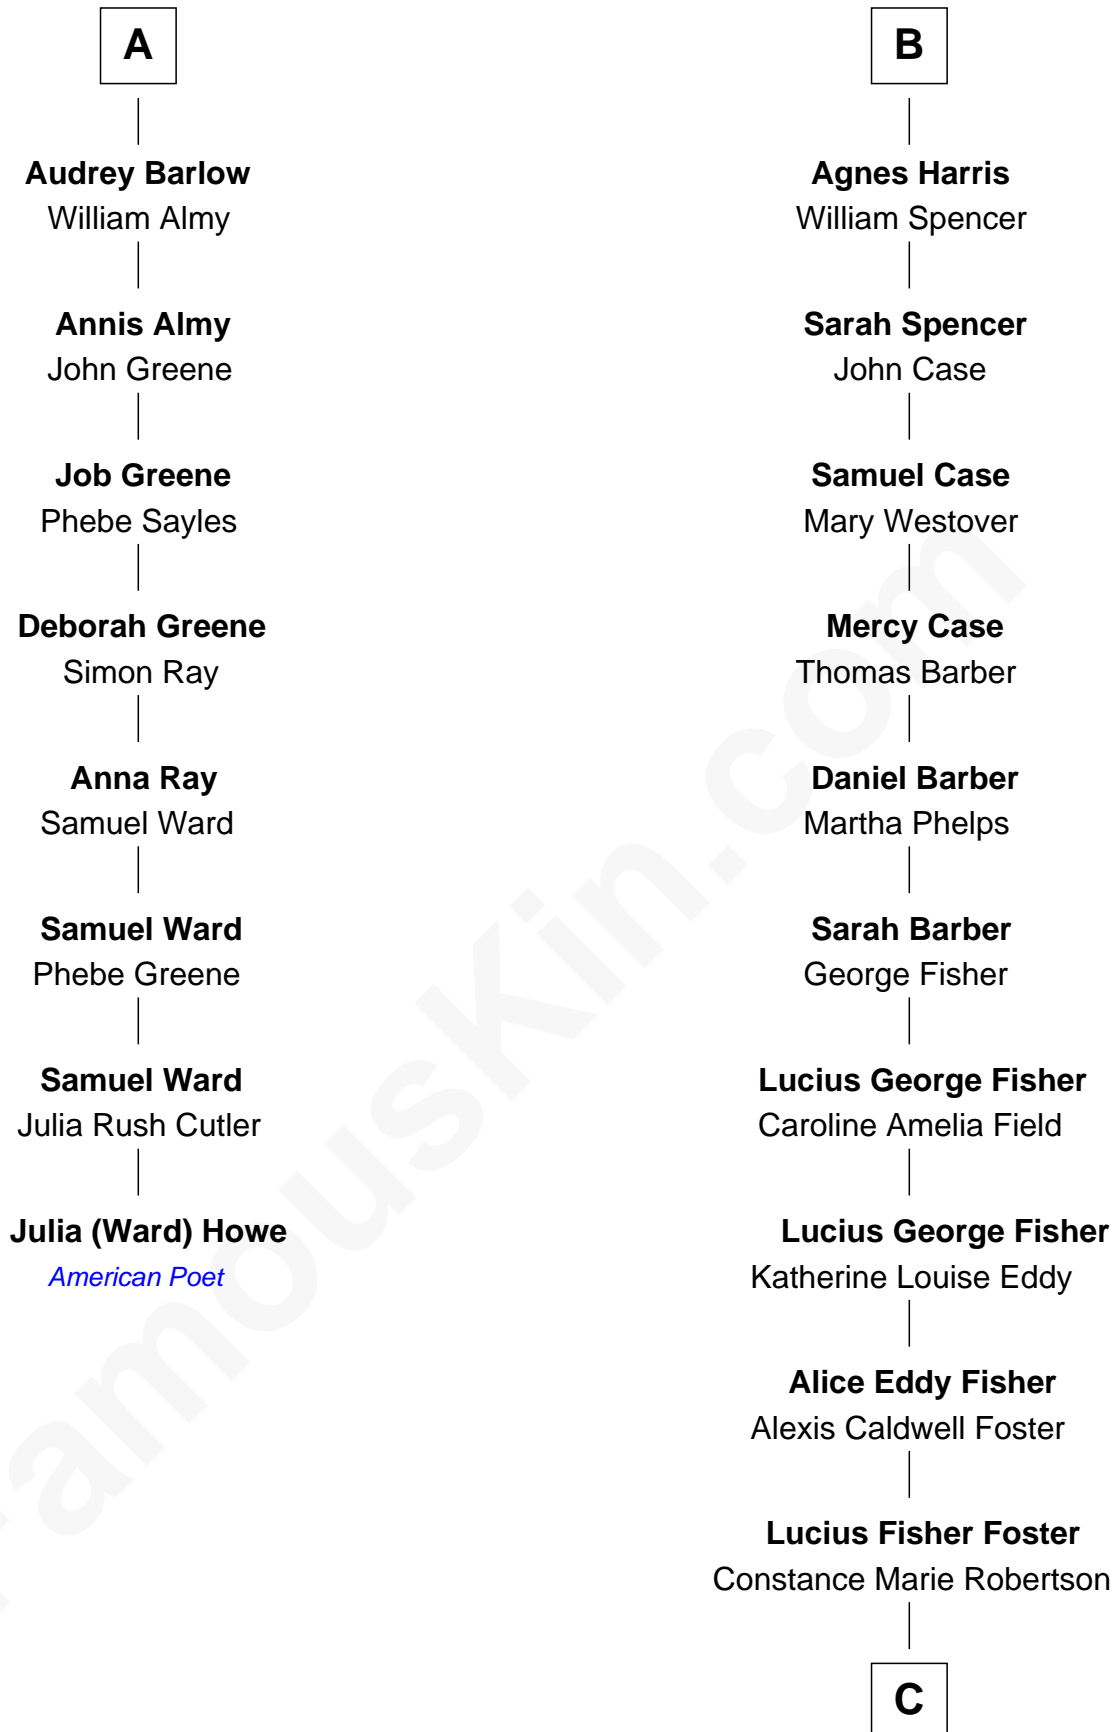 A
Audrey Barlow
William Almy
Annis Almy
John Greene
Job Greene
Phebe Sayles
Deborah Greene
Simon Ray
Anna Ray
Samuel Ward
Samuel Ward
Phebe Greene
Samuel Ward
Julia Rush Cutler
Julia (Ward) Howe
American Poet
B
Agnes Harris
William Spencer
Sarah Spencer
John Case
Samuel Case
Mary Westover
Mercy Case
Thomas Barber
Daniel Barber
Martha Phelps
Sarah Barber
George Fisher
Lucius George Fisher
Caroline Amelia Field
Lucius George Fisher
Katherine Louise Eddy
Alice Eddy Fisher
Alexis Caldwell Foster
Lucius Fisher Foster
Constance Marie Robertson
C
FamousKin.com